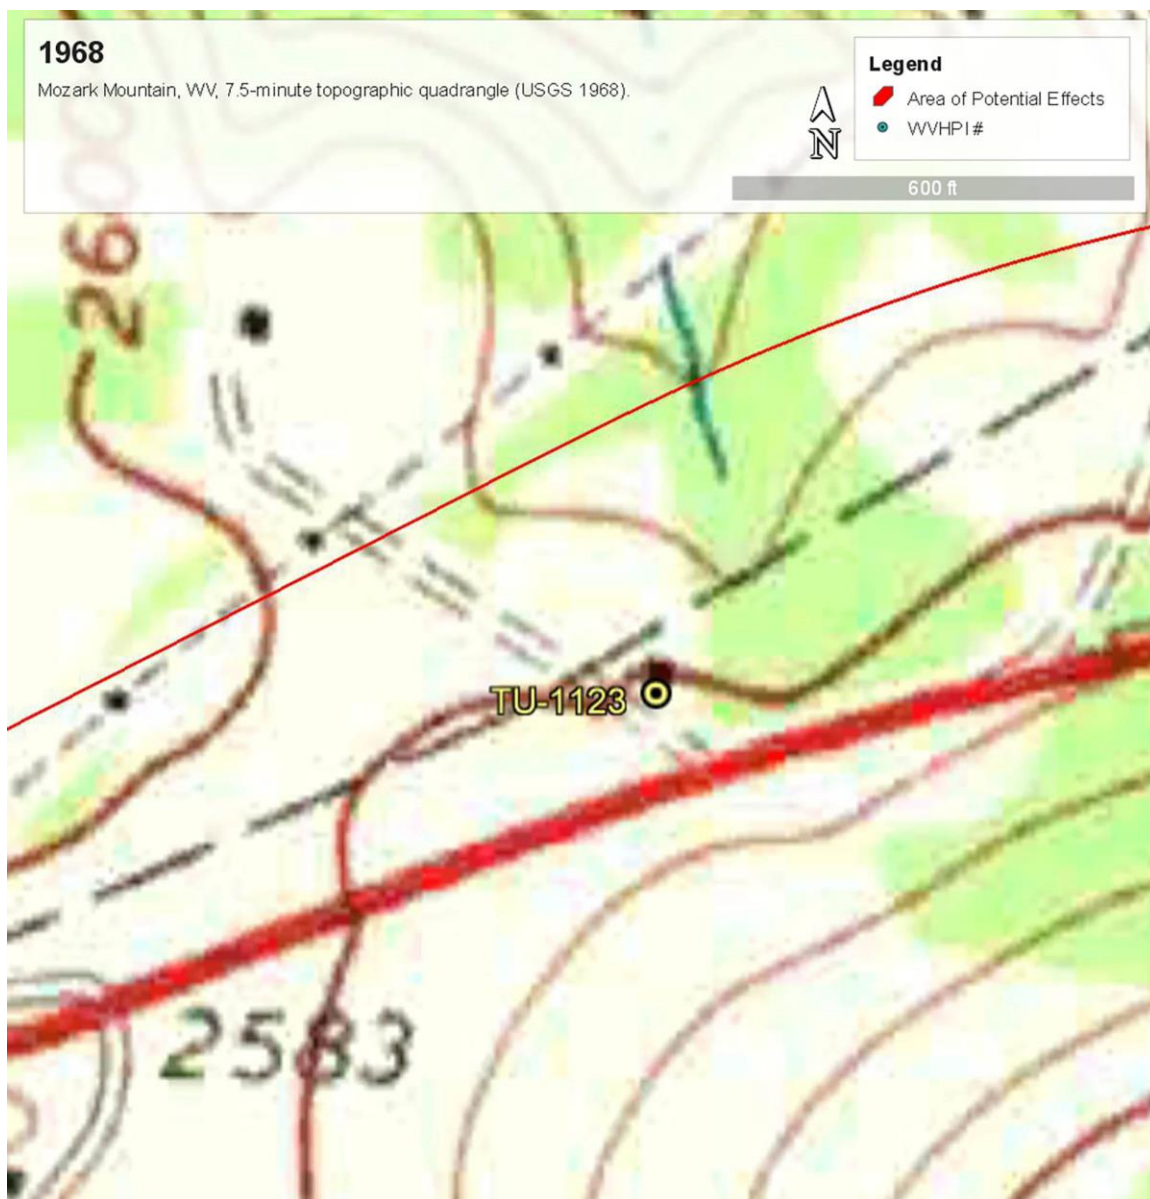 1968
Mozark Mountain, WV, 7.5-minute topographic quadrangle (USGS 1968).
Legend
Area of Potential Effects
WVHPI #
N
600 ft
2600
TU-1123
2583